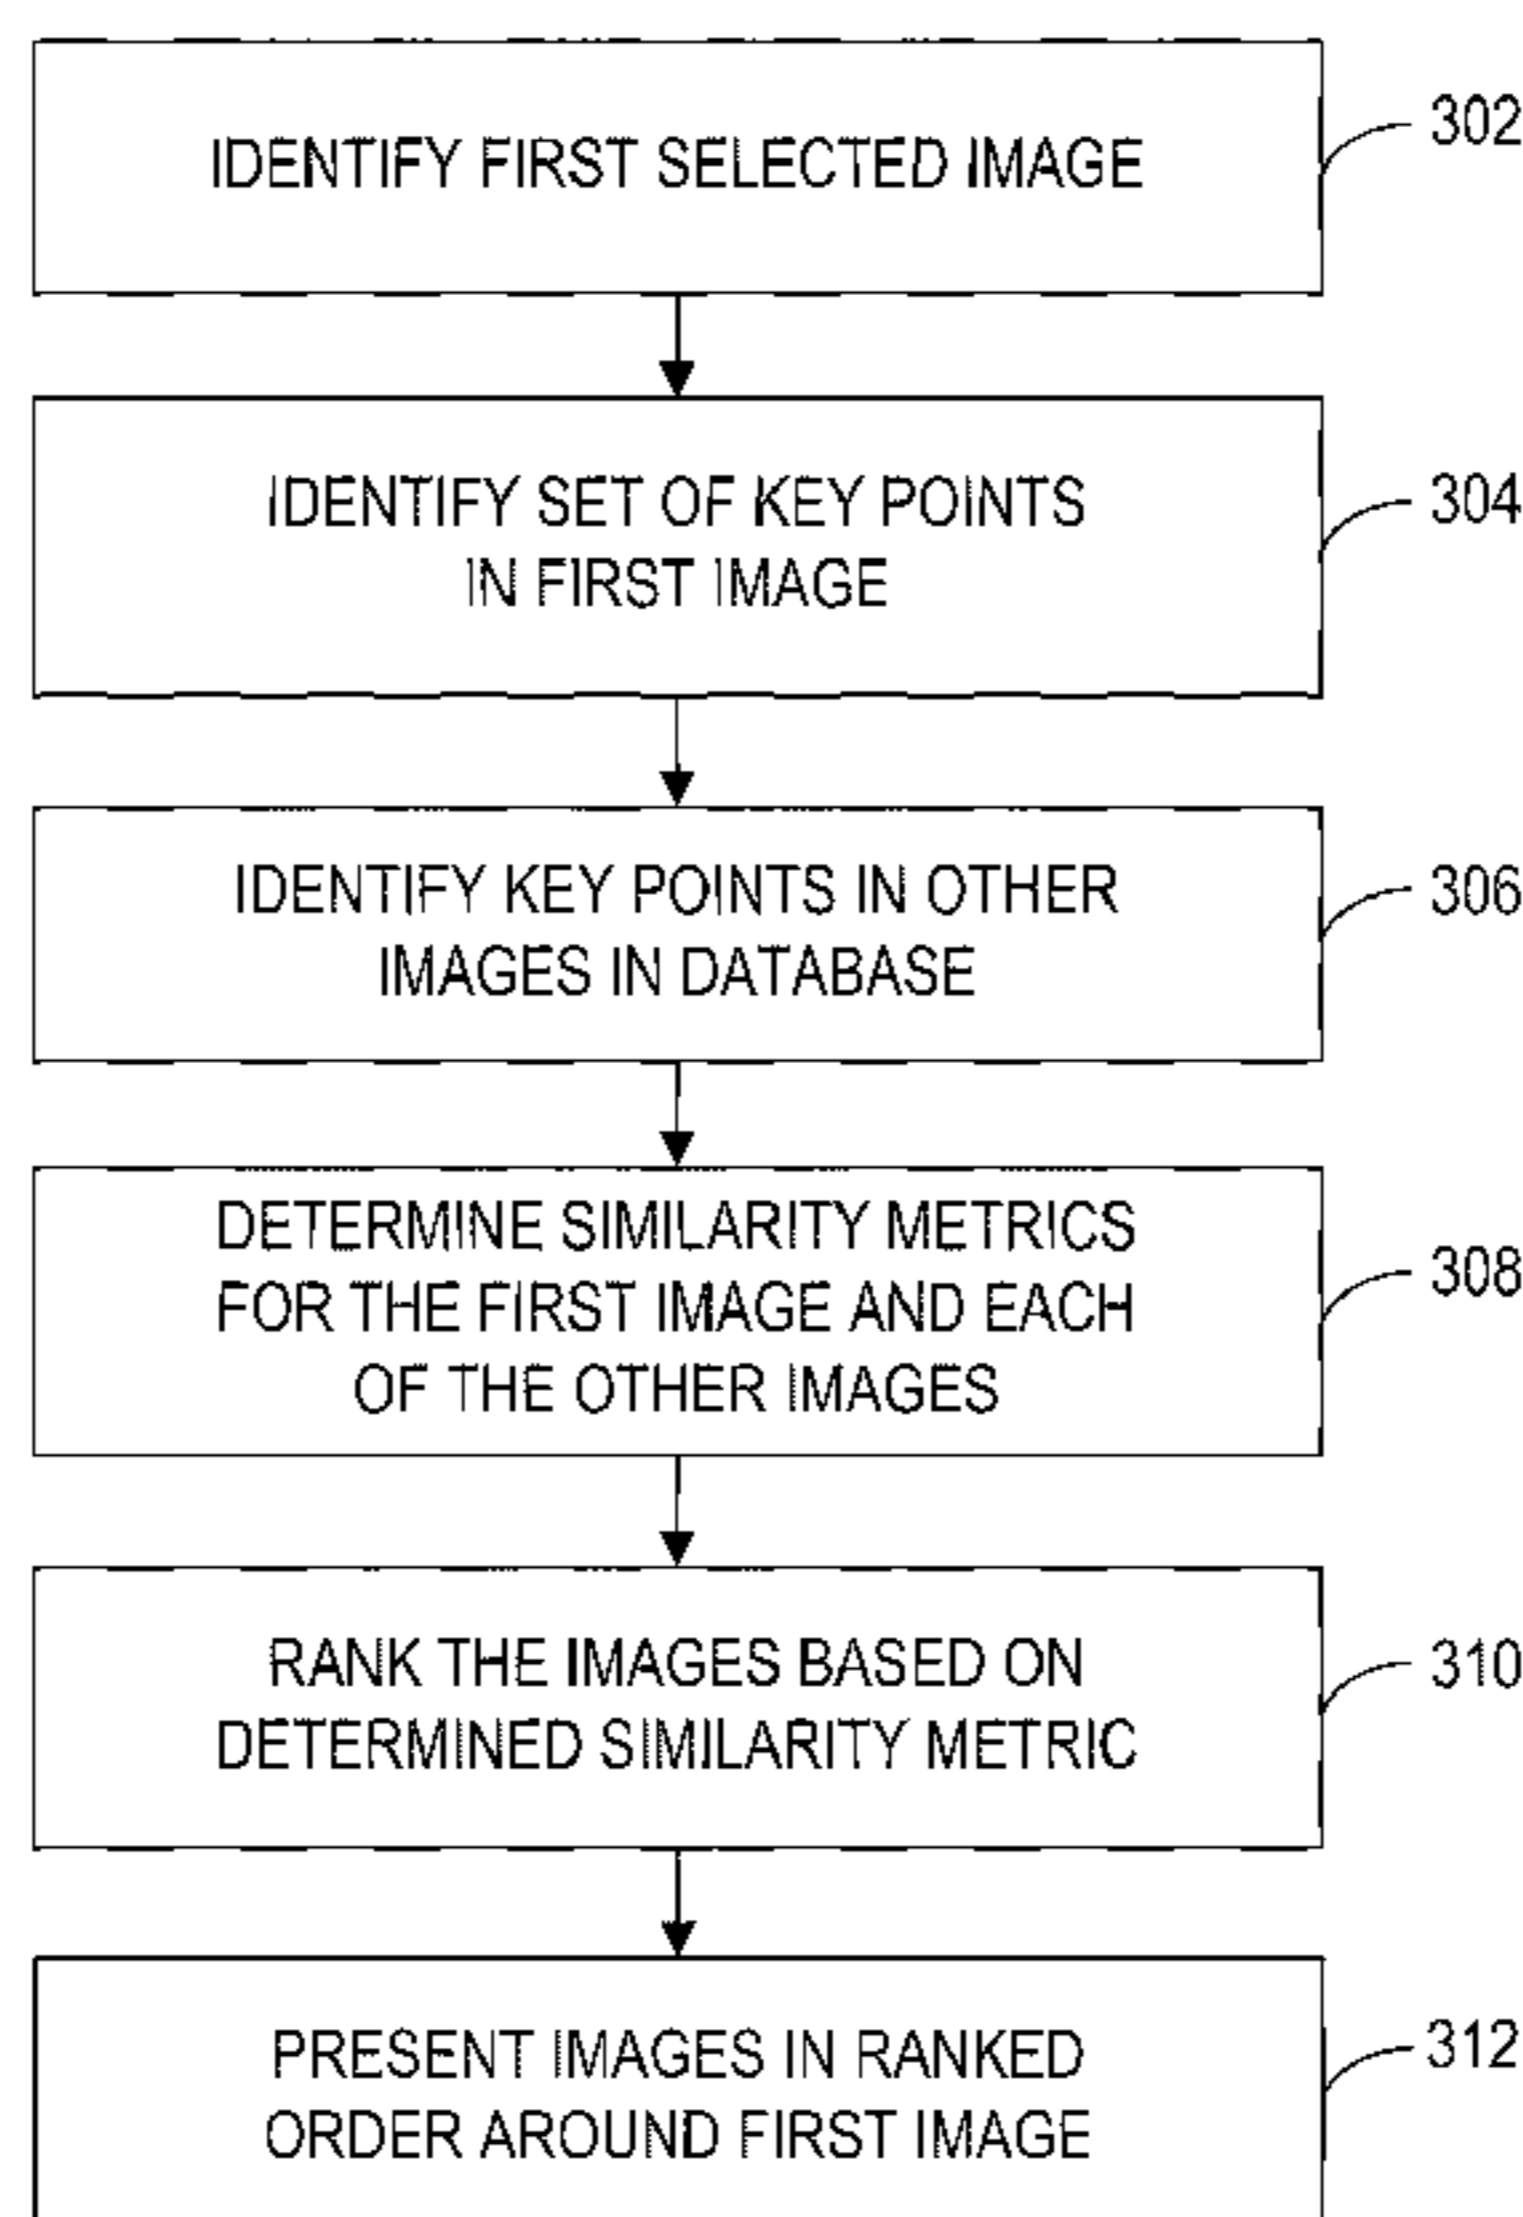 IDENTIFY FIRST SELECTED IMAGE
302
IDENTIFY SET OF KEY POINTS
IN FIRST IMAGE
304
IDENTIFY KEY POINTS IN OTHER
IMAGES IN DATABASE
306
DETERMINE SIMILARITY METRICS
FOR THE FIRST IMAGE AND EACH
OF THE OTHER IMAGES
308
RANK THE IMAGES BASED ON
DETERMINED SIMILARITY METRIC
310
PRESENT IMAGES IN RANKED
ORDER AROUND FIRST IMAGE
312